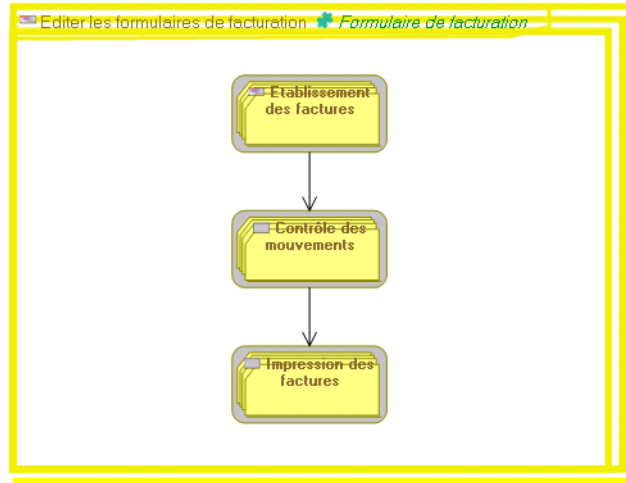 Editer les formulaires de facturation Formulaire de facturation
Etablissement
des factures
Contrôle des
mouvements
Impression des
factures